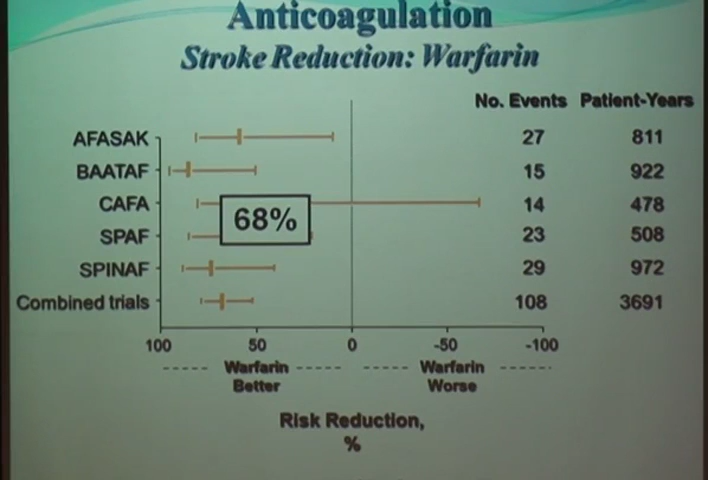 Anticoagulation
Stroke Reduction: Warfarin
No. Events Patient-Years
AFASAK 27 811
BAATAF 15 922
CAFA 14 478
68%
SPAF 23 508
SPINAF 29 972
Combined trials 108 3691
100 50 0 -50 -100
----- Warfarin ----- ----- Warfarin -----
Better Worse
Risk Reduction,
%